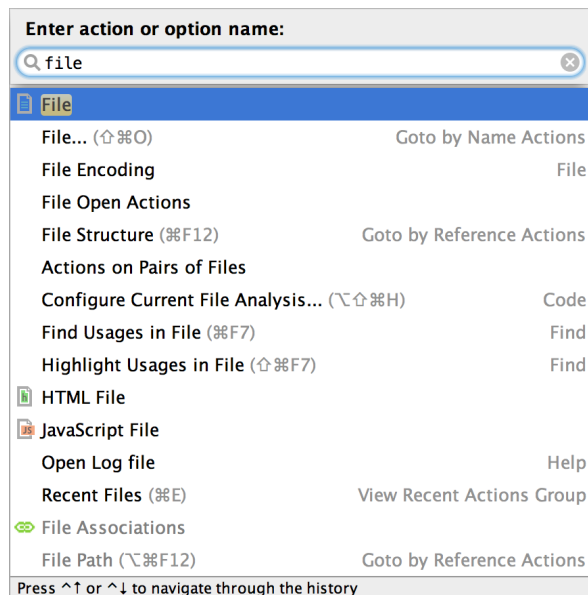 Enter action or option name:
file
File
File... (⇧⌘O) Goto by Name Actions
File Encoding File
File Open Actions
File Structure (⌘F12) Goto by Reference Actions
Actions on Pairs of Files
Configure Current File Analysis... (⌥⇧⌘H) Code
Find Usages in File (⌘F7) Find
Highlight Usages in File (⇧⌘F7) Find
h HTML File
JS JavaScript File
Open Log file Help
Recent Files (⌘E) View Recent Actions Group
File Associations
File Path (⌥⌘F12) Goto by Reference Actions
Press ^↑ or ^↓ to navigate through the history